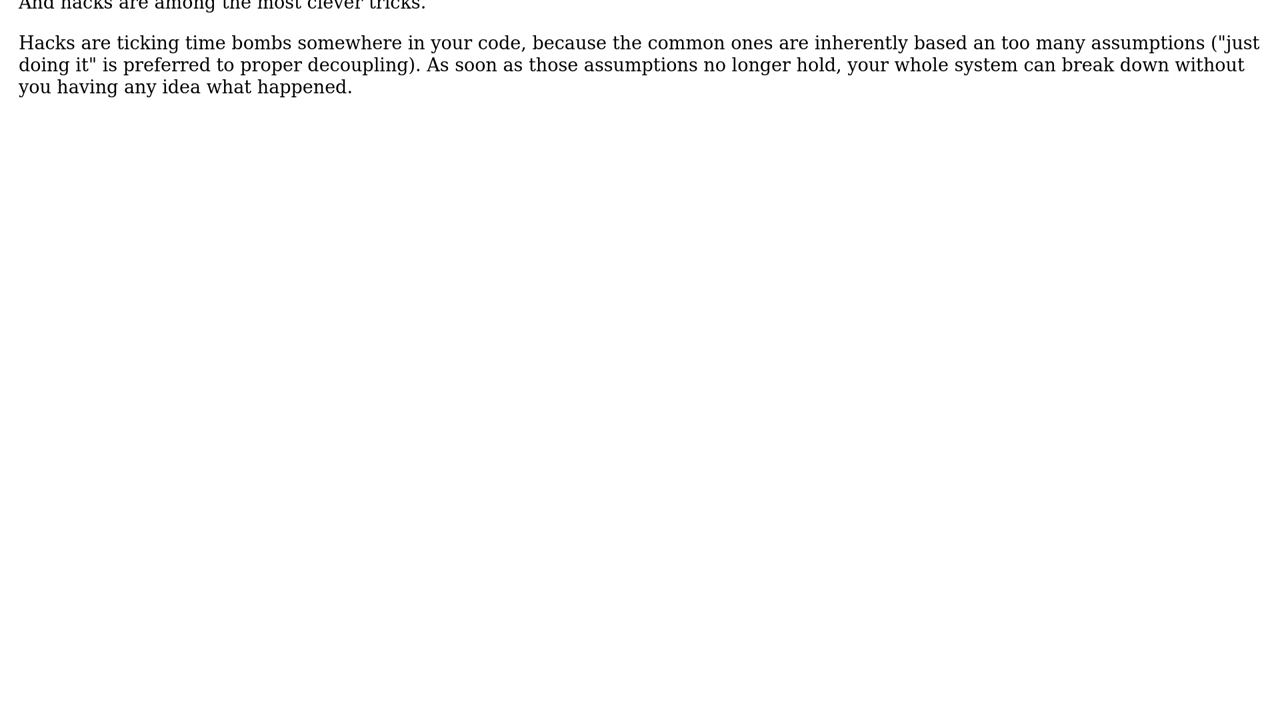 And hacks are among the most clever tricks.
Hacks are ticking time bombs somewhere in your code, because the common ones are inherently based an too many assumptions ("just
doing it" is preferred to proper decoupling). As soon as those assumptions no longer hold, your whole system can break down without
you having any idea what happened.